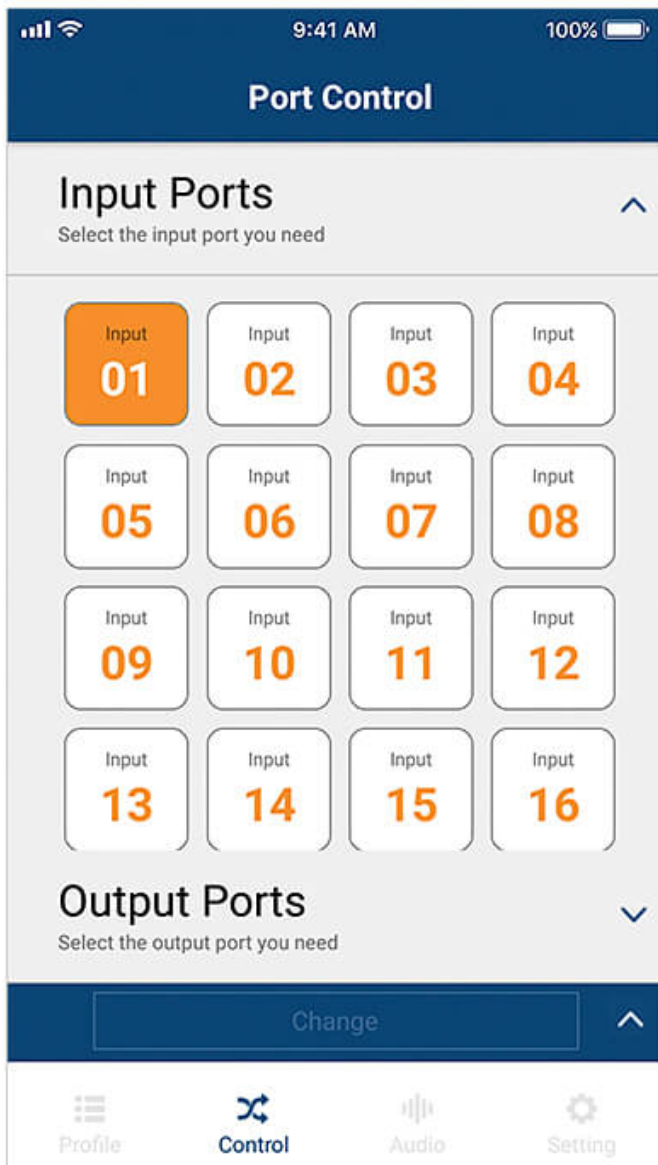 9:41 AM 100%
Port Control
Input Ports
Select the input port you need
Input Input Input Input
01 02 03 04
Input Input Input Input
05 06 07 08
Input Input Input Input
09 10 11 12
Input Input Input Input
13 14 15 16
Output Ports
Select the output port you need
Change
Profile Control Audio Setting